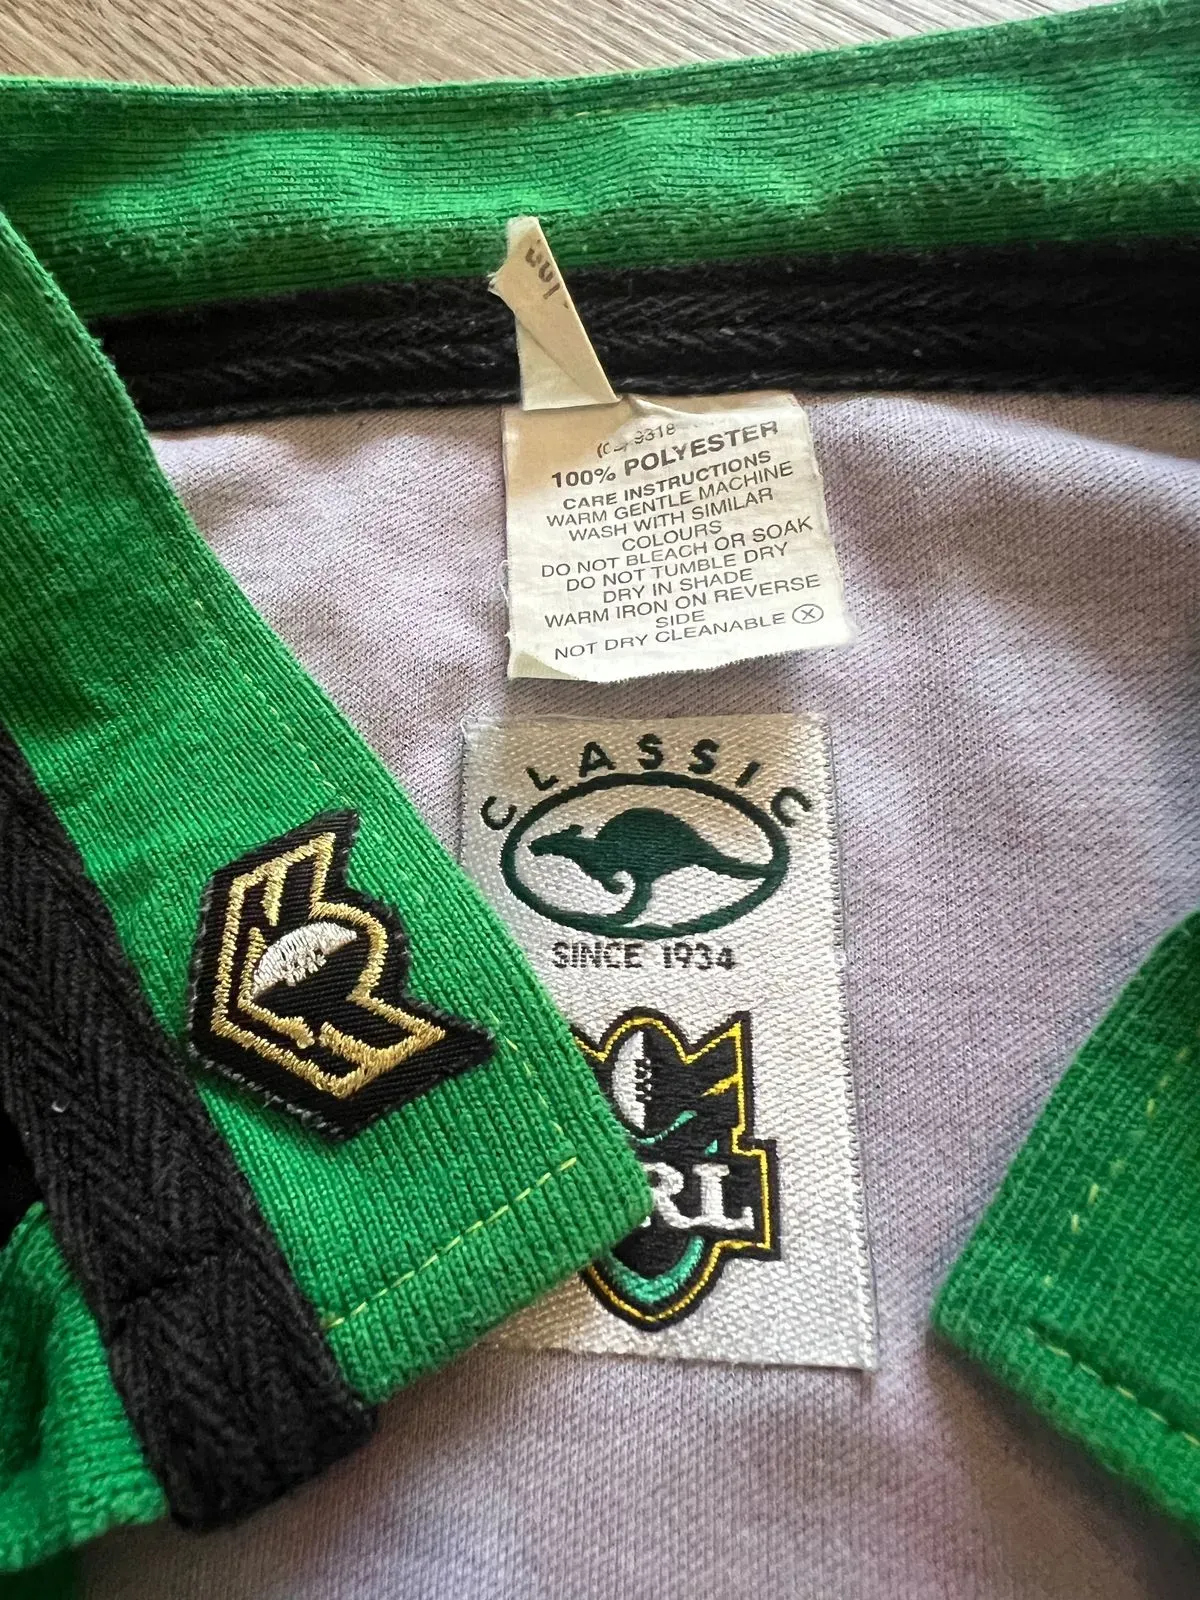 100% POLYESTER
CARE INSTRUCTIONS
WARM GENTLE MACHINE
WASH WITH SIMILAR
COLOURS
DO NOT BLEACH OR SOAK
DO NOT TUMBLE DRY
DRY IN SHADE
WARM IRON ON REVERSE
SIDE
NOT DRY CLEANABLE Ⓧ
CLASSIC
SINCE 1934
RL